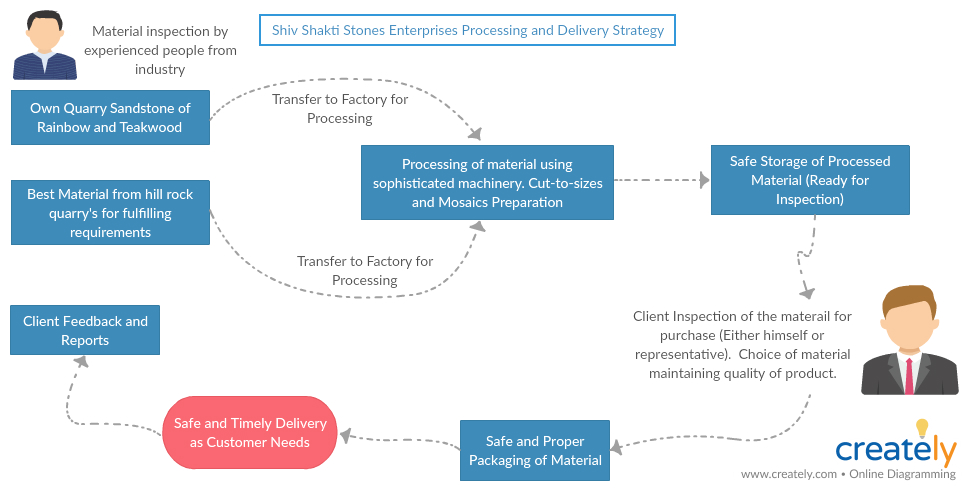 Shiv Shakti Stones Enterprises Processing and Delivery Strategy
Material inspection by
experienced people from
industry
Own Quarry Sandstone of
Rainbow and Teakwood
Transfer to Factory for
Processing
Best Material from hill rock
quarry's for fulfilling
requirements
Transfer to Factory for
Processing
Processing of material using
sophisticated machinery. Cut-to-sizes
and Mosaics Preparation
Safe Storage of Processed
Material (Ready for
Inspection)
Client Inspection of the materail for
purchase (Either himself or
representative). Choice of material
maintaining quality of product.
Safe and Proper
Packaging of Material
Safe and Timely Delivery
as Customer Needs
Client Feedback and
Reports
creately
www.creately.com • Online Diagramming